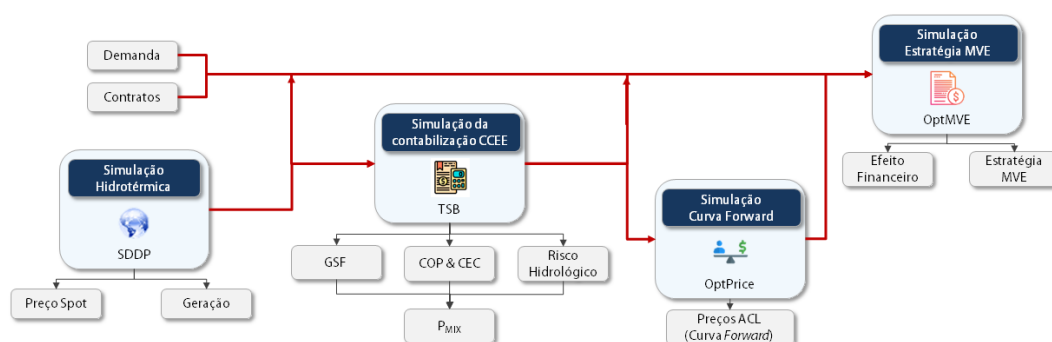 Demanda
Contratos
Simulação
Hidrotérmica
SDDP
Preço Spot
Geração
Simulação da
contabilização CCEE
TSB
GSF
COP & CEC
Risco
Hidrológico
PMIX
Simulação
Curva Forward
OptPrice
Preços ACL
(Curva Forward)
Simulação
Estratégia MVE
OptMVE
Efeito
Financeiro
Estratégia
MVE